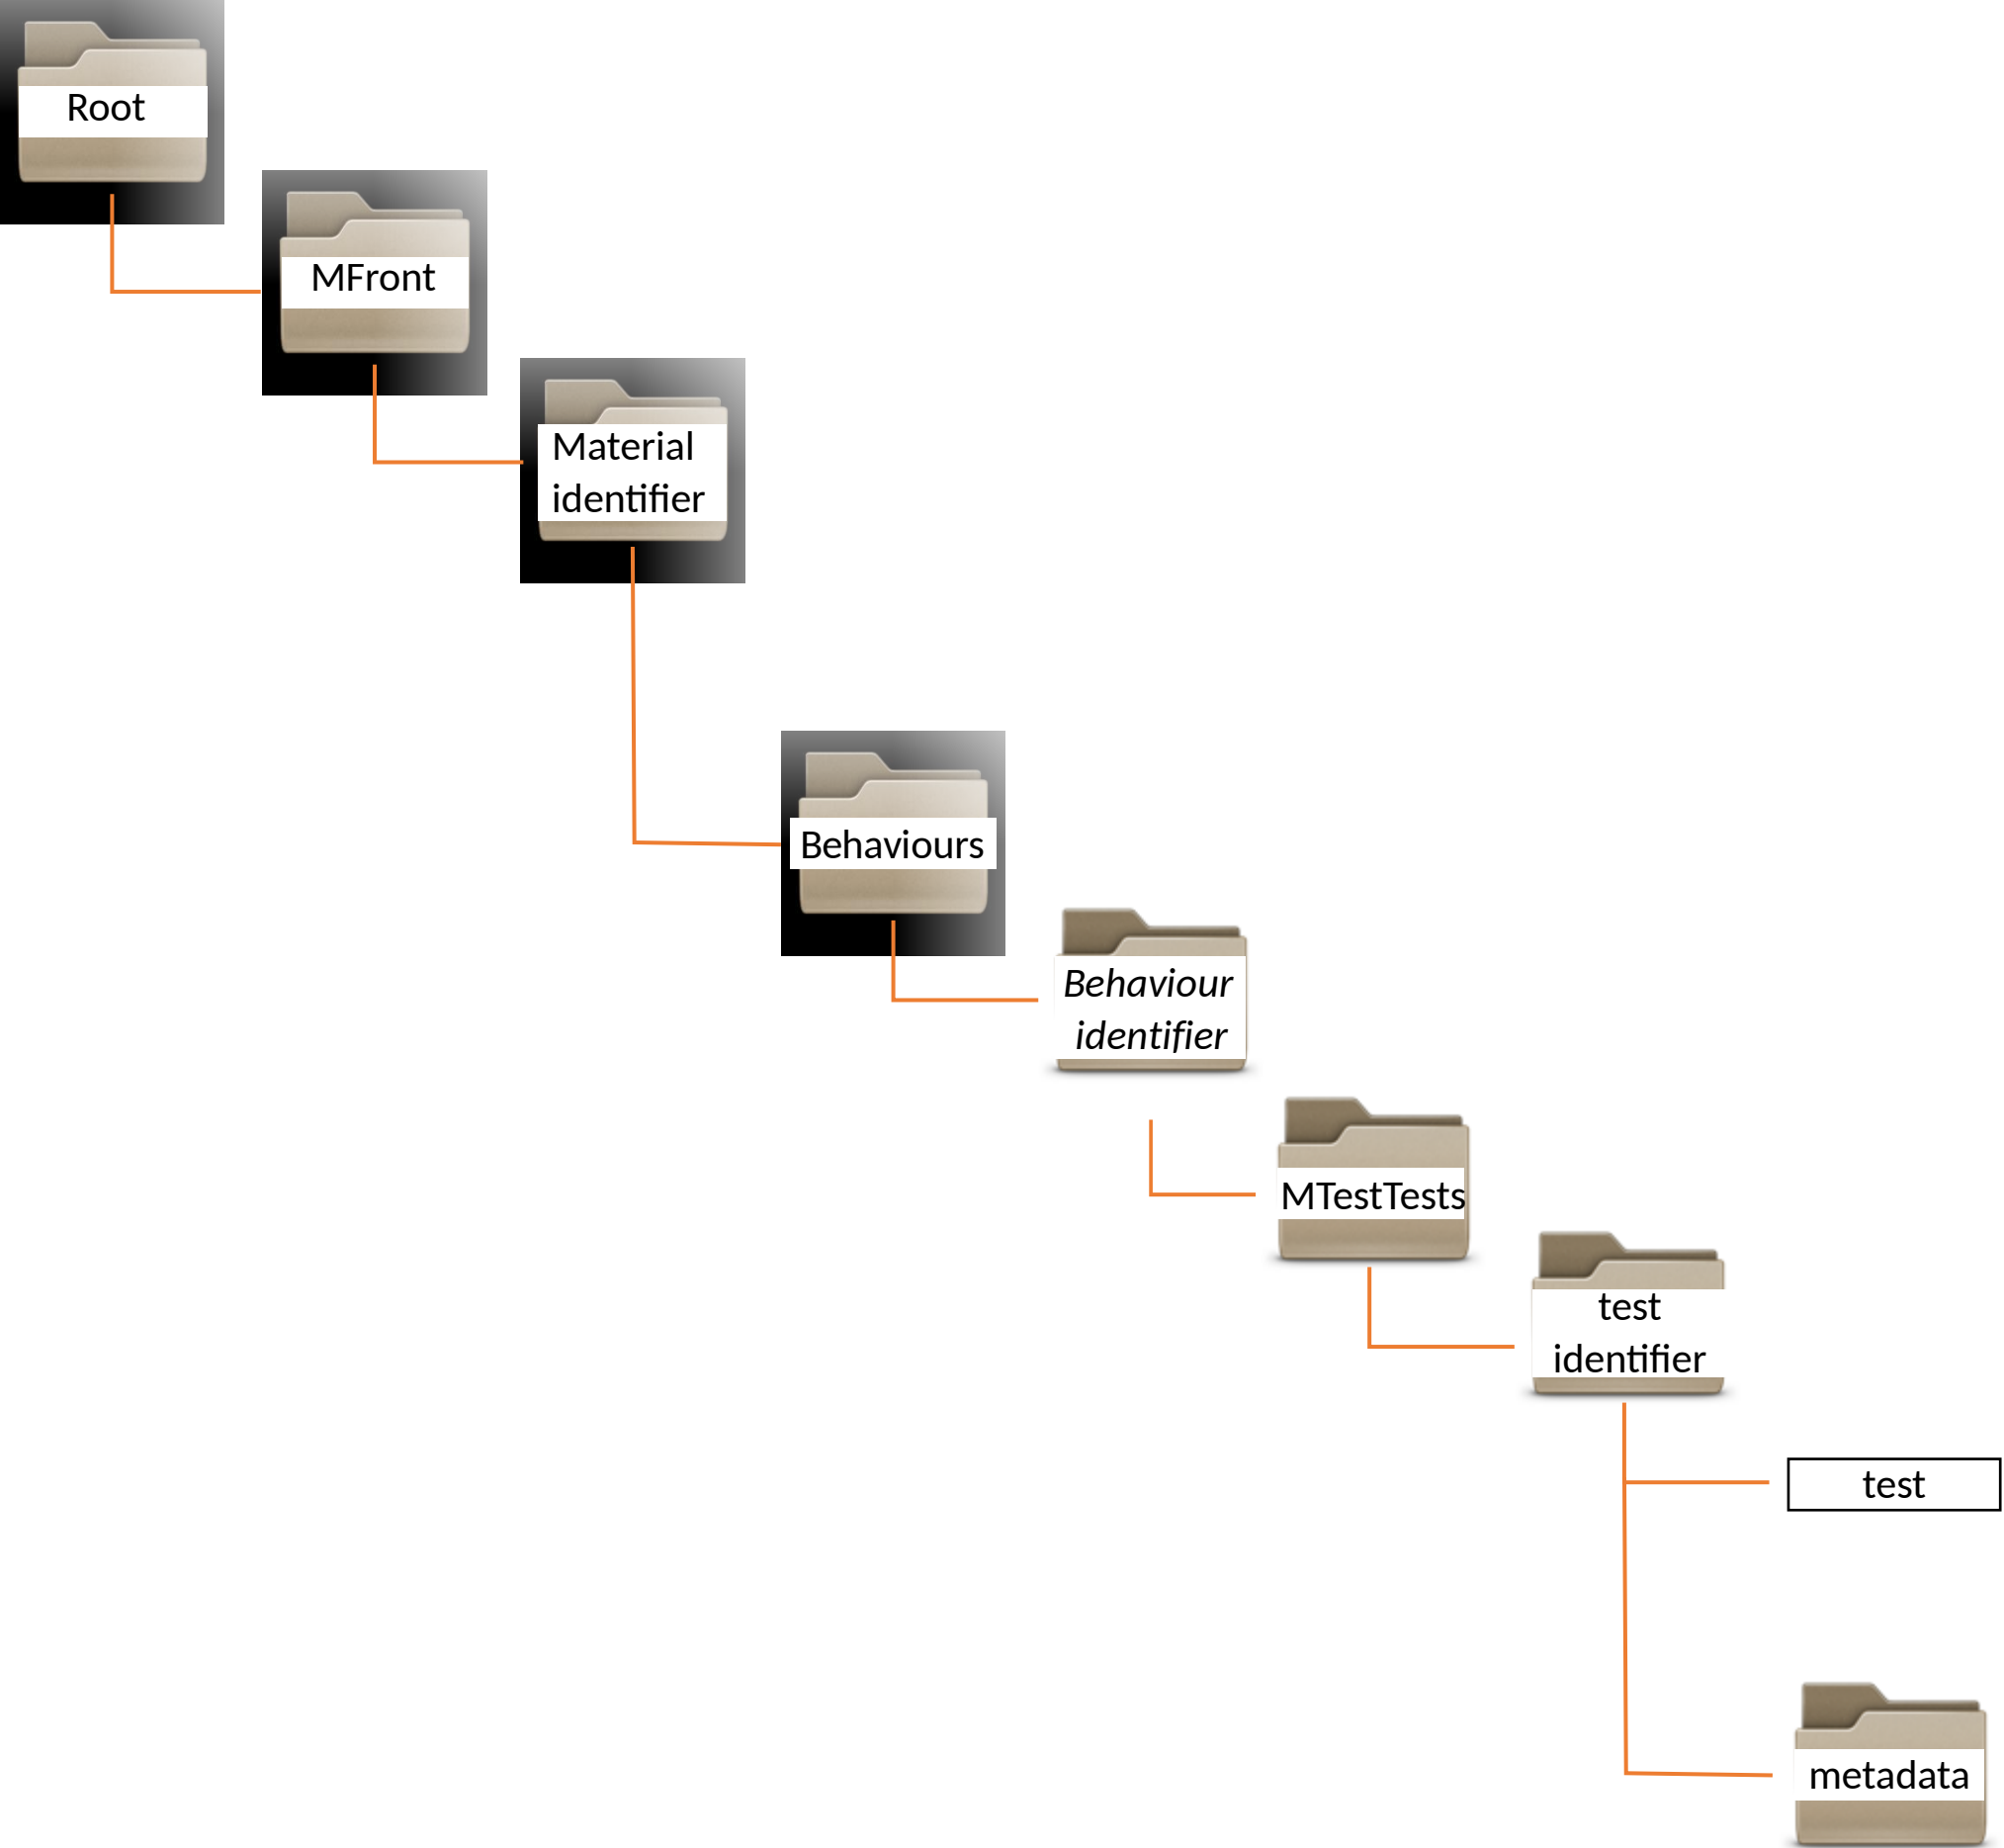 Root
MFront
Material
identifier
Behaviours
Behaviour
identifier
MTestTests
test
identifier
test
metadata